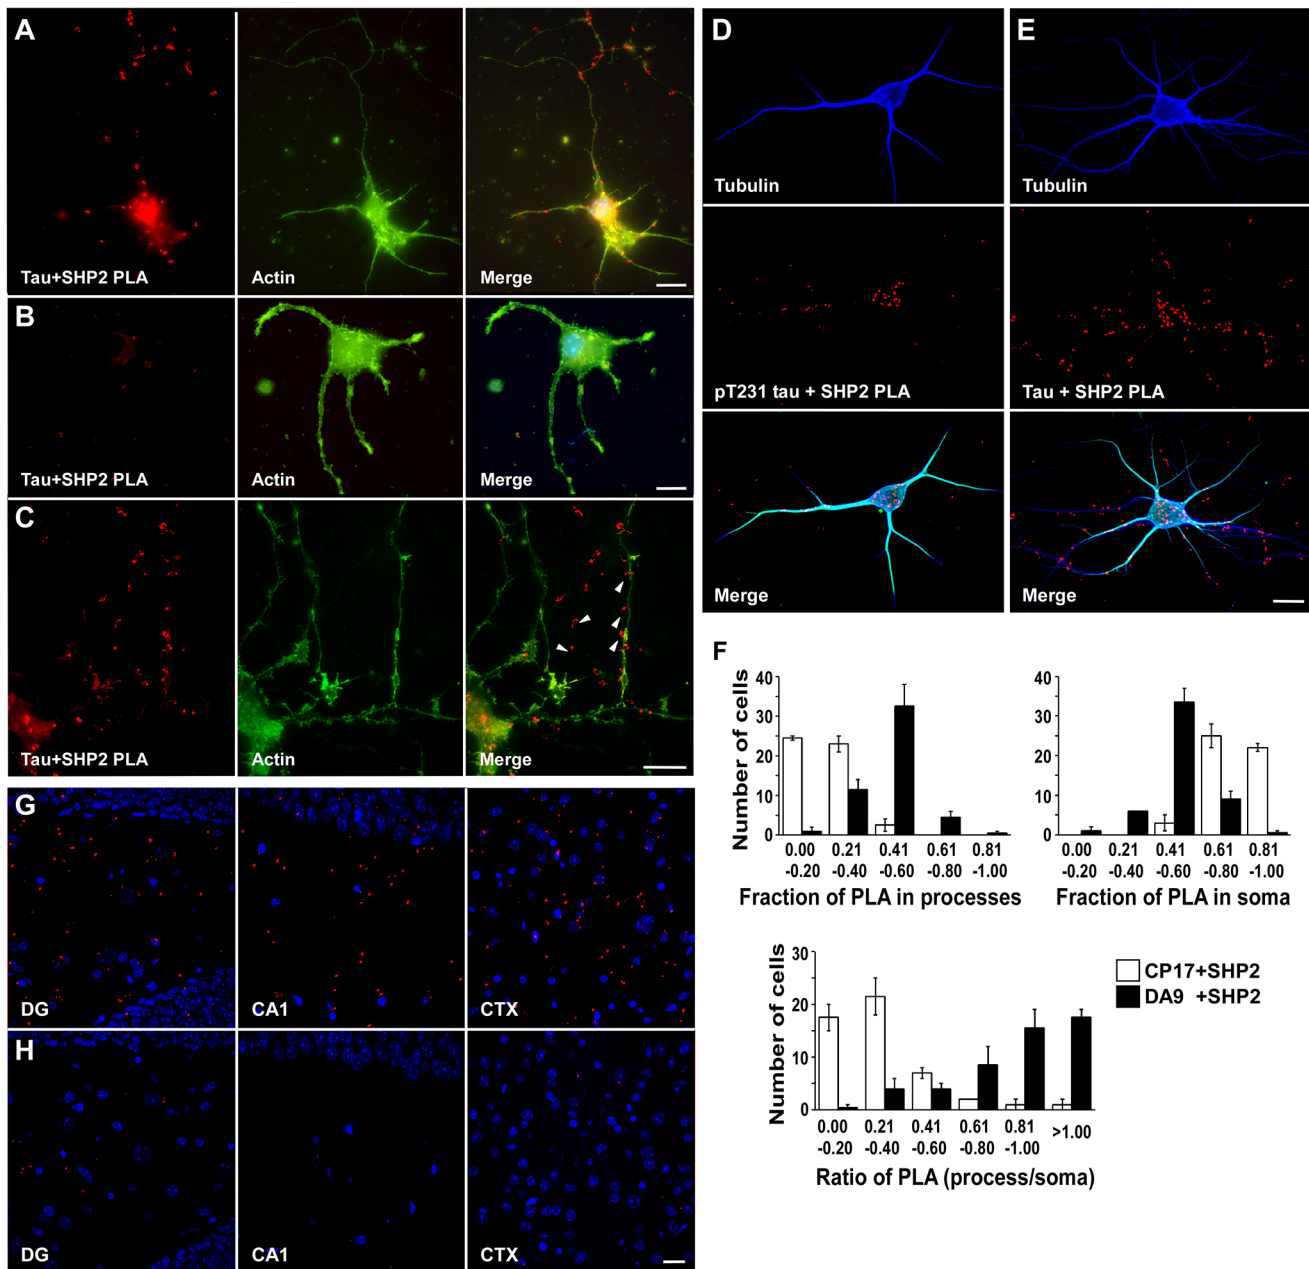 A
Tau+SHP2 PLA
Actin
Merge
B
Tau+SHP2 PLA
Actin
Merge
C
Tau+SHP2 PLA
Actin
Merge
D
Tubulin
pT231 tau + SHP2 PLA
Merge
E
Tubulin
Tau + SHP2 PLA
Merge
F
Number of cells
40
30
20
10
0
0.00 0.21 0.41 0.61 0.81
-0.20 -0.40 -0.60 -0.80 -1.00
Fraction of PLA in processes
40
30
20
10
0
0.00 0.21 0.41 0.61 0.81
-0.20 -0.40 -0.60 -0.80 -1.00
Fraction of PLA in soma
Number of cells
30
20
10
0
0.00 0.21 0.41 0.61 0.81 >1.00
-0.20 -0.40 -0.60 -0.80 -1.00
Ratio of PLA (process/soma)
CP17+SHP2
DA9 +SHP2
G
DG
CA1
CTX
H
DG
CA1
CTX